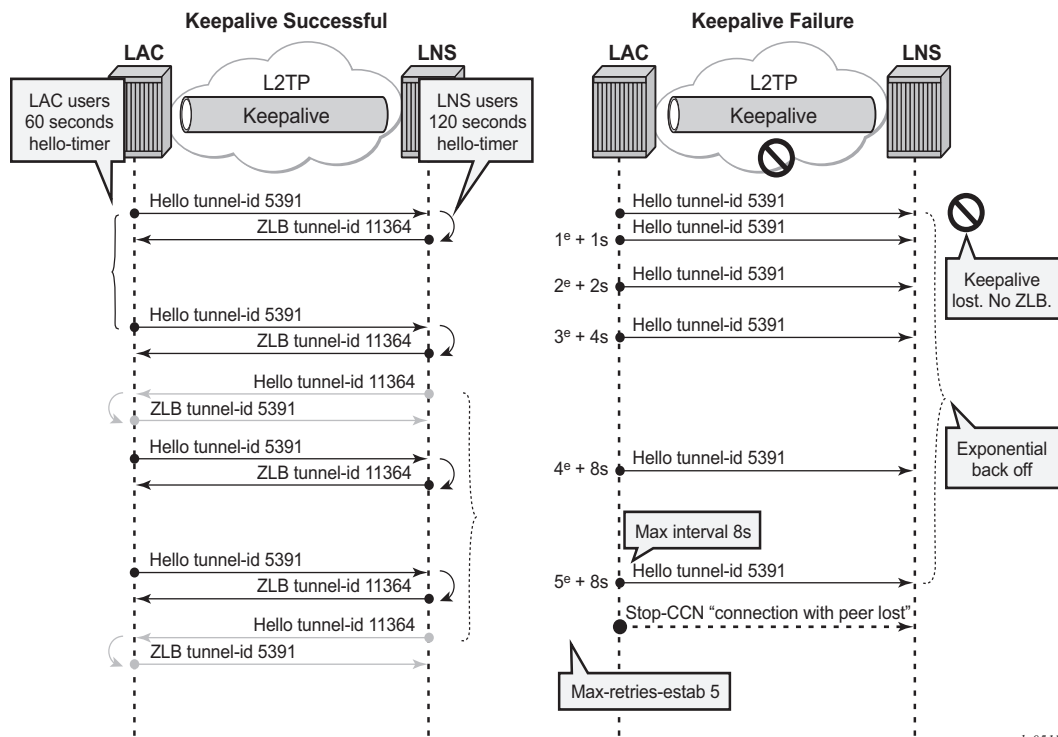 Keepalive Successful
LAC
LNS
L2TP
Keepalive
LAC users
60 seconds
hello-timer
LNS users
120 seconds
hello-timer
Hello tunnel-id 5391
ZLB tunnel-id 11364
Hello tunnel-id 5391
ZLB tunnel-id 11364
Hello tunnel-id 11364
ZLB tunnel-id 5391
Hello tunnel-id 5391
ZLB tunnel-id 11364
Hello tunnel-id 5391
ZLB tunnel-id 11364
Hello tunnel-id 11364
ZLB tunnel-id 5391
Keepalive Failure
LAC
LNS
L2TP
Keepalive
Hello tunnel-id 5391
1e + 1s Hello tunnel-id 5391
2e + 2s Hello tunnel-id 5391
3e + 4s Hello tunnel-id 5391
4e + 8s Hello tunnel-id 5391
Max interval 8s
5e + 8s Hello tunnel-id 5391
Stop-CCN “connection with peer lost”
Max-retries-estab 5
Keepalive
lost. No ZLB.
Exponential
back off